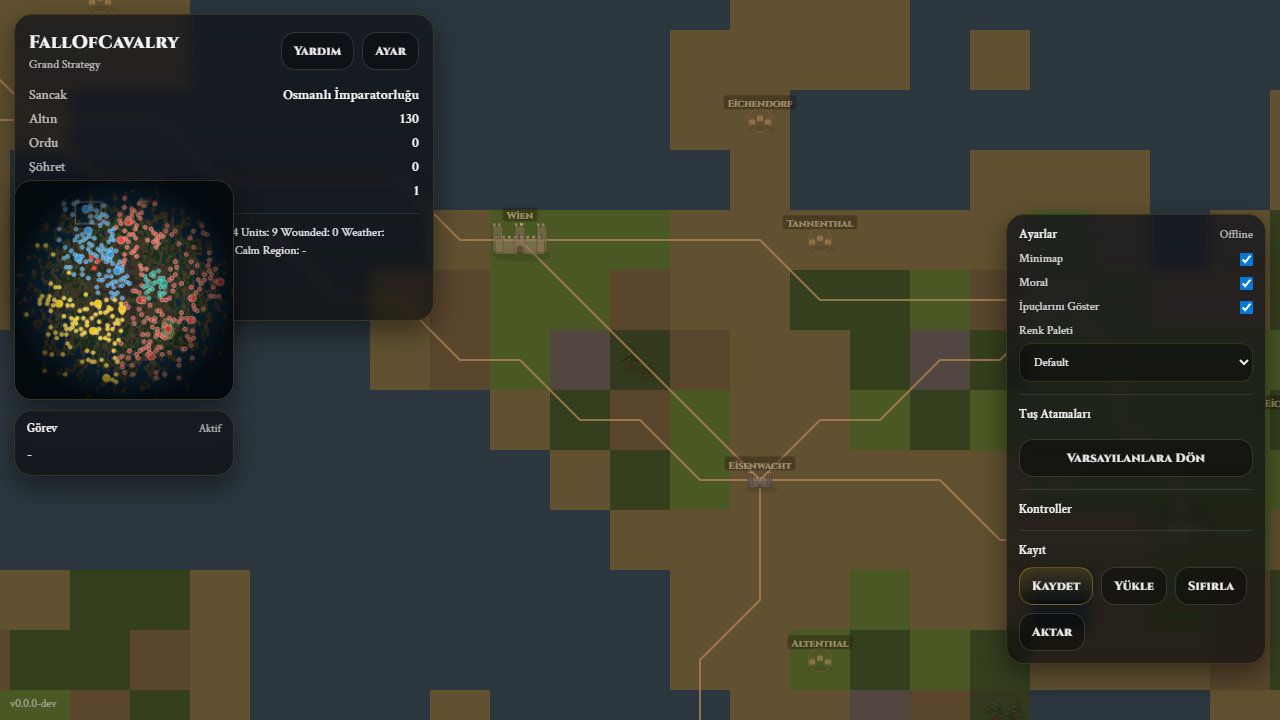 FallOfCavalry
Grand Strategy
Yardım
Ayar
Sancak Osmanlı İmparatorluğu
Altın 130
Ordu 0
Şöhret 0
1
4 Units: 9 Wounded: 0 Weather:
Calm Region: -
Görev Aktif
-
Eichendorf
Wien
Tannenthal
Eisenwacht
Altenthal
Ayarlar Offline
Minimap
Moral
İpuçlarını Göster
Renk Paleti
Default
Tuş Atamaları
Varsayılanlara Dön
Kontroller
Kayıt
Kaydet
Yükle
Sıfırla
Aktar
v0.0.0-dev